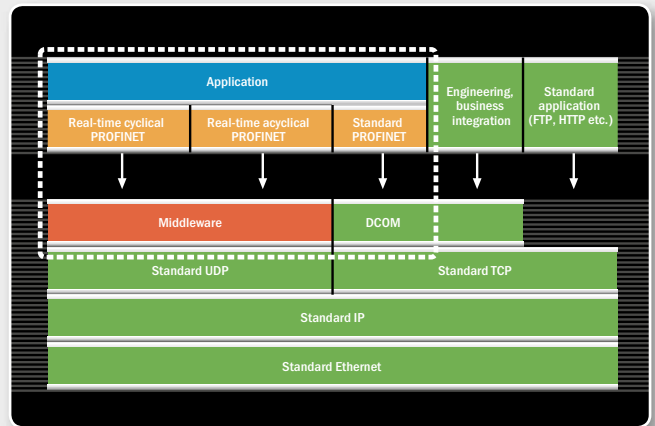 Application
Engineering,
business
integration
Standard
application
(FTP, HTTP etc.)
Real-time cyclical
PROFINET
Real-time acyclical
PROFINET
Standard
PROFINET
Middleware
DCOM
Standard UDP
Standard TCP
Standard IP
Standard Ethernet